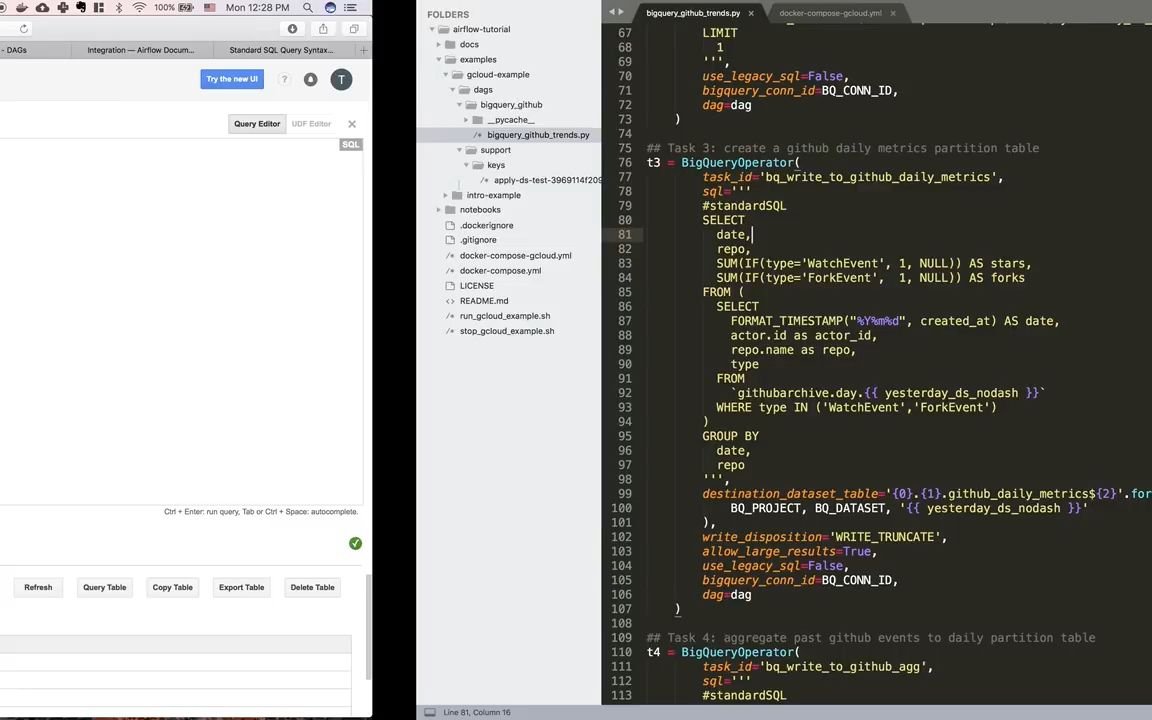 100%
Mon 12:28 PM
- DAGs
Integration — Airflow Docum...
Standard SQL Query Syntax...
Try the new UI
?
T
Query Editor
UDF Editor
SQL
Ctrl + Enter: run query, Tab or Ctrl + Space: autocomplete.
Refresh
Query Table
Copy Table
Export Table
Delete Table
FOLDERS
airflow-tutorial
docs
examples
gcloud-example
dags
bigquery_github
__pycache__
/* bigquery_github_trends.py
support
keys
/* apply-ds-test-3969114f209
intro-example
notebooks
.dockerignore
.gitignore
/* docker-compose-gcloud.yml
/* docker-compose.yml
LICENSE
<> README.md
/* run_gcloud_example.sh
/* stop_gcloud_example.sh
bigquery_github_trends.py
docker-compose-gcloud.yml
67 LIMIT
68 1
69 ''',
70 use_legacy_sql=False,
71 bigquery_conn_id=BQ_CONN_ID,
72 dag=dag
73 )
74
75 ## Task 3: create a github daily metrics partition table
76 t3 = BigQueryOperator(
77 task_id='bq_write_to_github_daily_metrics',
78 sql='''
79 #standardSQL
80 SELECT
81 date,
82 repo,
83 SUM(IF(type='WatchEvent', 1, NULL)) AS stars,
84 SUM(IF(type='ForkEvent', 1, NULL)) AS forks
85 FROM (
86 SELECT
87 FORMAT_TIMESTAMP("%Y%m%d", created_at) AS date,
88 actor.id as actor_id,
89 repo.name as repo,
90 type
91 FROM
92 `githubarchive.day.{{ yesterday_ds_nodash }}`
93 WHERE type IN ('WatchEvent','ForkEvent')
94 )
95 GROUP BY
96 date,
97 repo
98 ''',
99 destination_dataset_table='{0}.{1}.github_daily_metrics${2}'.for
100 BQ_PROJECT, BQ_DATASET, '{{ yesterday_ds_nodash }}'
101 ),
102 write_disposition='WRITE_TRUNCATE',
103 allow_large_results=True,
104 use_legacy_sql=False,
105 bigquery_conn_id=BQ_CONN_ID,
106 dag=dag
107 )
108
109 ## Task 4: aggregate past github events to daily partition table
110 t4 = BigQueryOperator(
111 task_id='bq_write_to_github_agg',
112 sql='''
113 #standardSQL
Line 81, Column 16